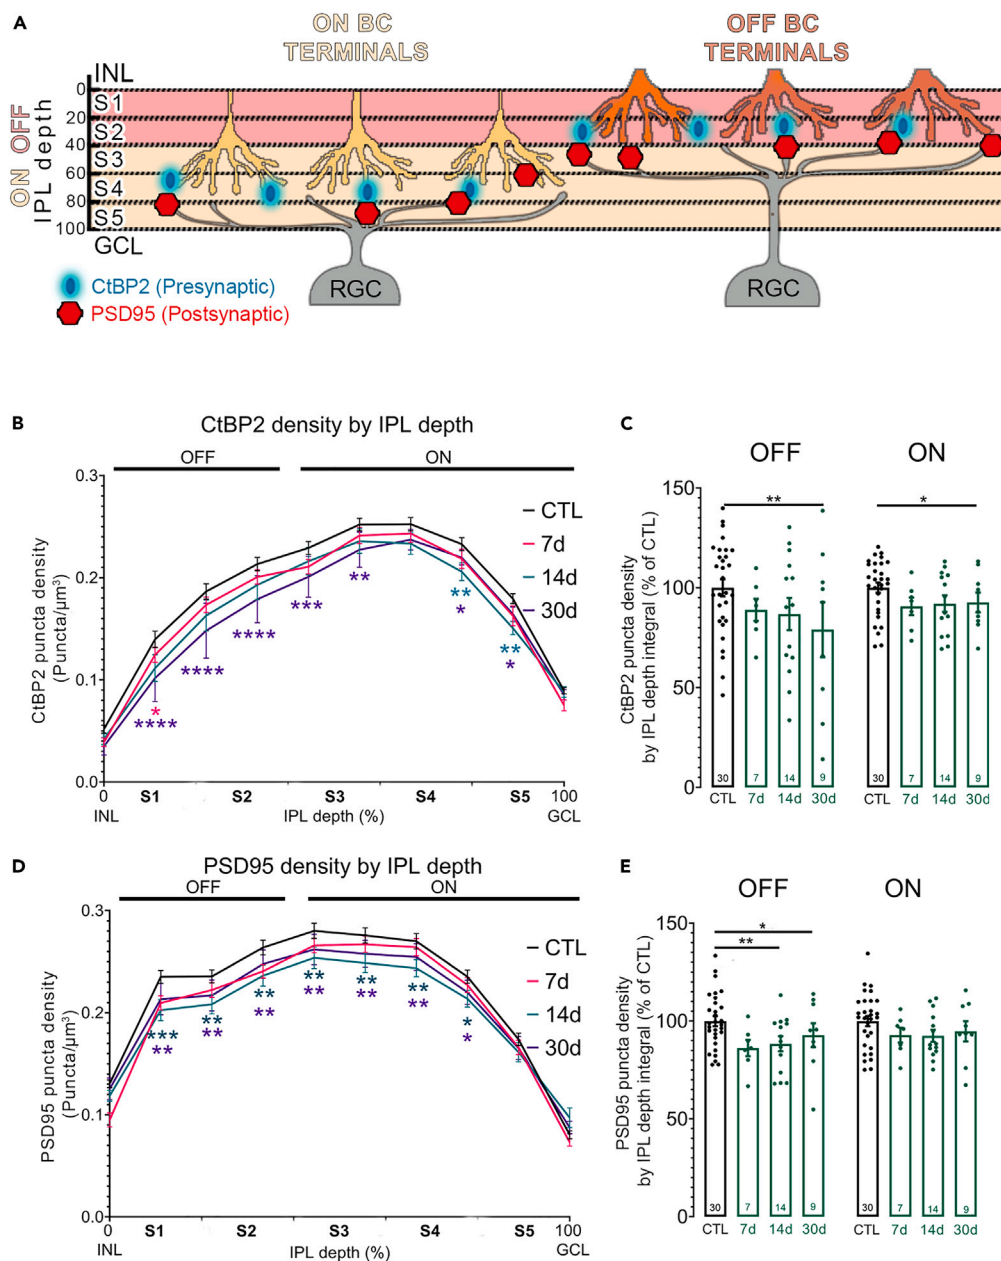 A
ON BC
TERMINALS
OFF BC
TERMINALS
INL
0
S1
20
S2
40
S3
60
S4
80
S5
100
GCL
ON OFF
IPL depth
RGC
RGC
CtBP2 (Presynaptic)
PSD95 (Postsynaptic)
B
CtBP2 density by IPL depth
OFF
ON
0.3
0.2
0.1
0.0
CtBP2 puncta density
(Puncta/µm³)
CTL
7d
14d
30d
***
**
**
*
****
****
**
*
*
****
0
S1
S2
S3
S4
S5
100
INL
IPL depth (%)
GCL
C
OFF
ON
**
*
150
100
50
0
CtBP2 puncta density
by IPL depth integral (% of CTL)
30
7
14
9
30
7
14
9
CTL
7d
14d
30d
CTL
7d
14d
30d
D
PSD95 density by IPL depth
OFF
ON
0.3
0.2
0.1
0.0
PSD95 puncta density
(Puncta/µm³)
CTL
7d
14d
30d
***
**
**
**
**
**
**
**
**
**
**
**
*
*
0
S1
S2
S3
S4
S5
100
INL
IPL depth (%)
GCL
E
OFF
ON
*
**
150
100
50
0
PSD95 puncta density
by IPL depth integral (% of CTL)
30
7
14
9
30
7
14
9
CTL
7d
14d
30d
CTL
7d
14d
30d